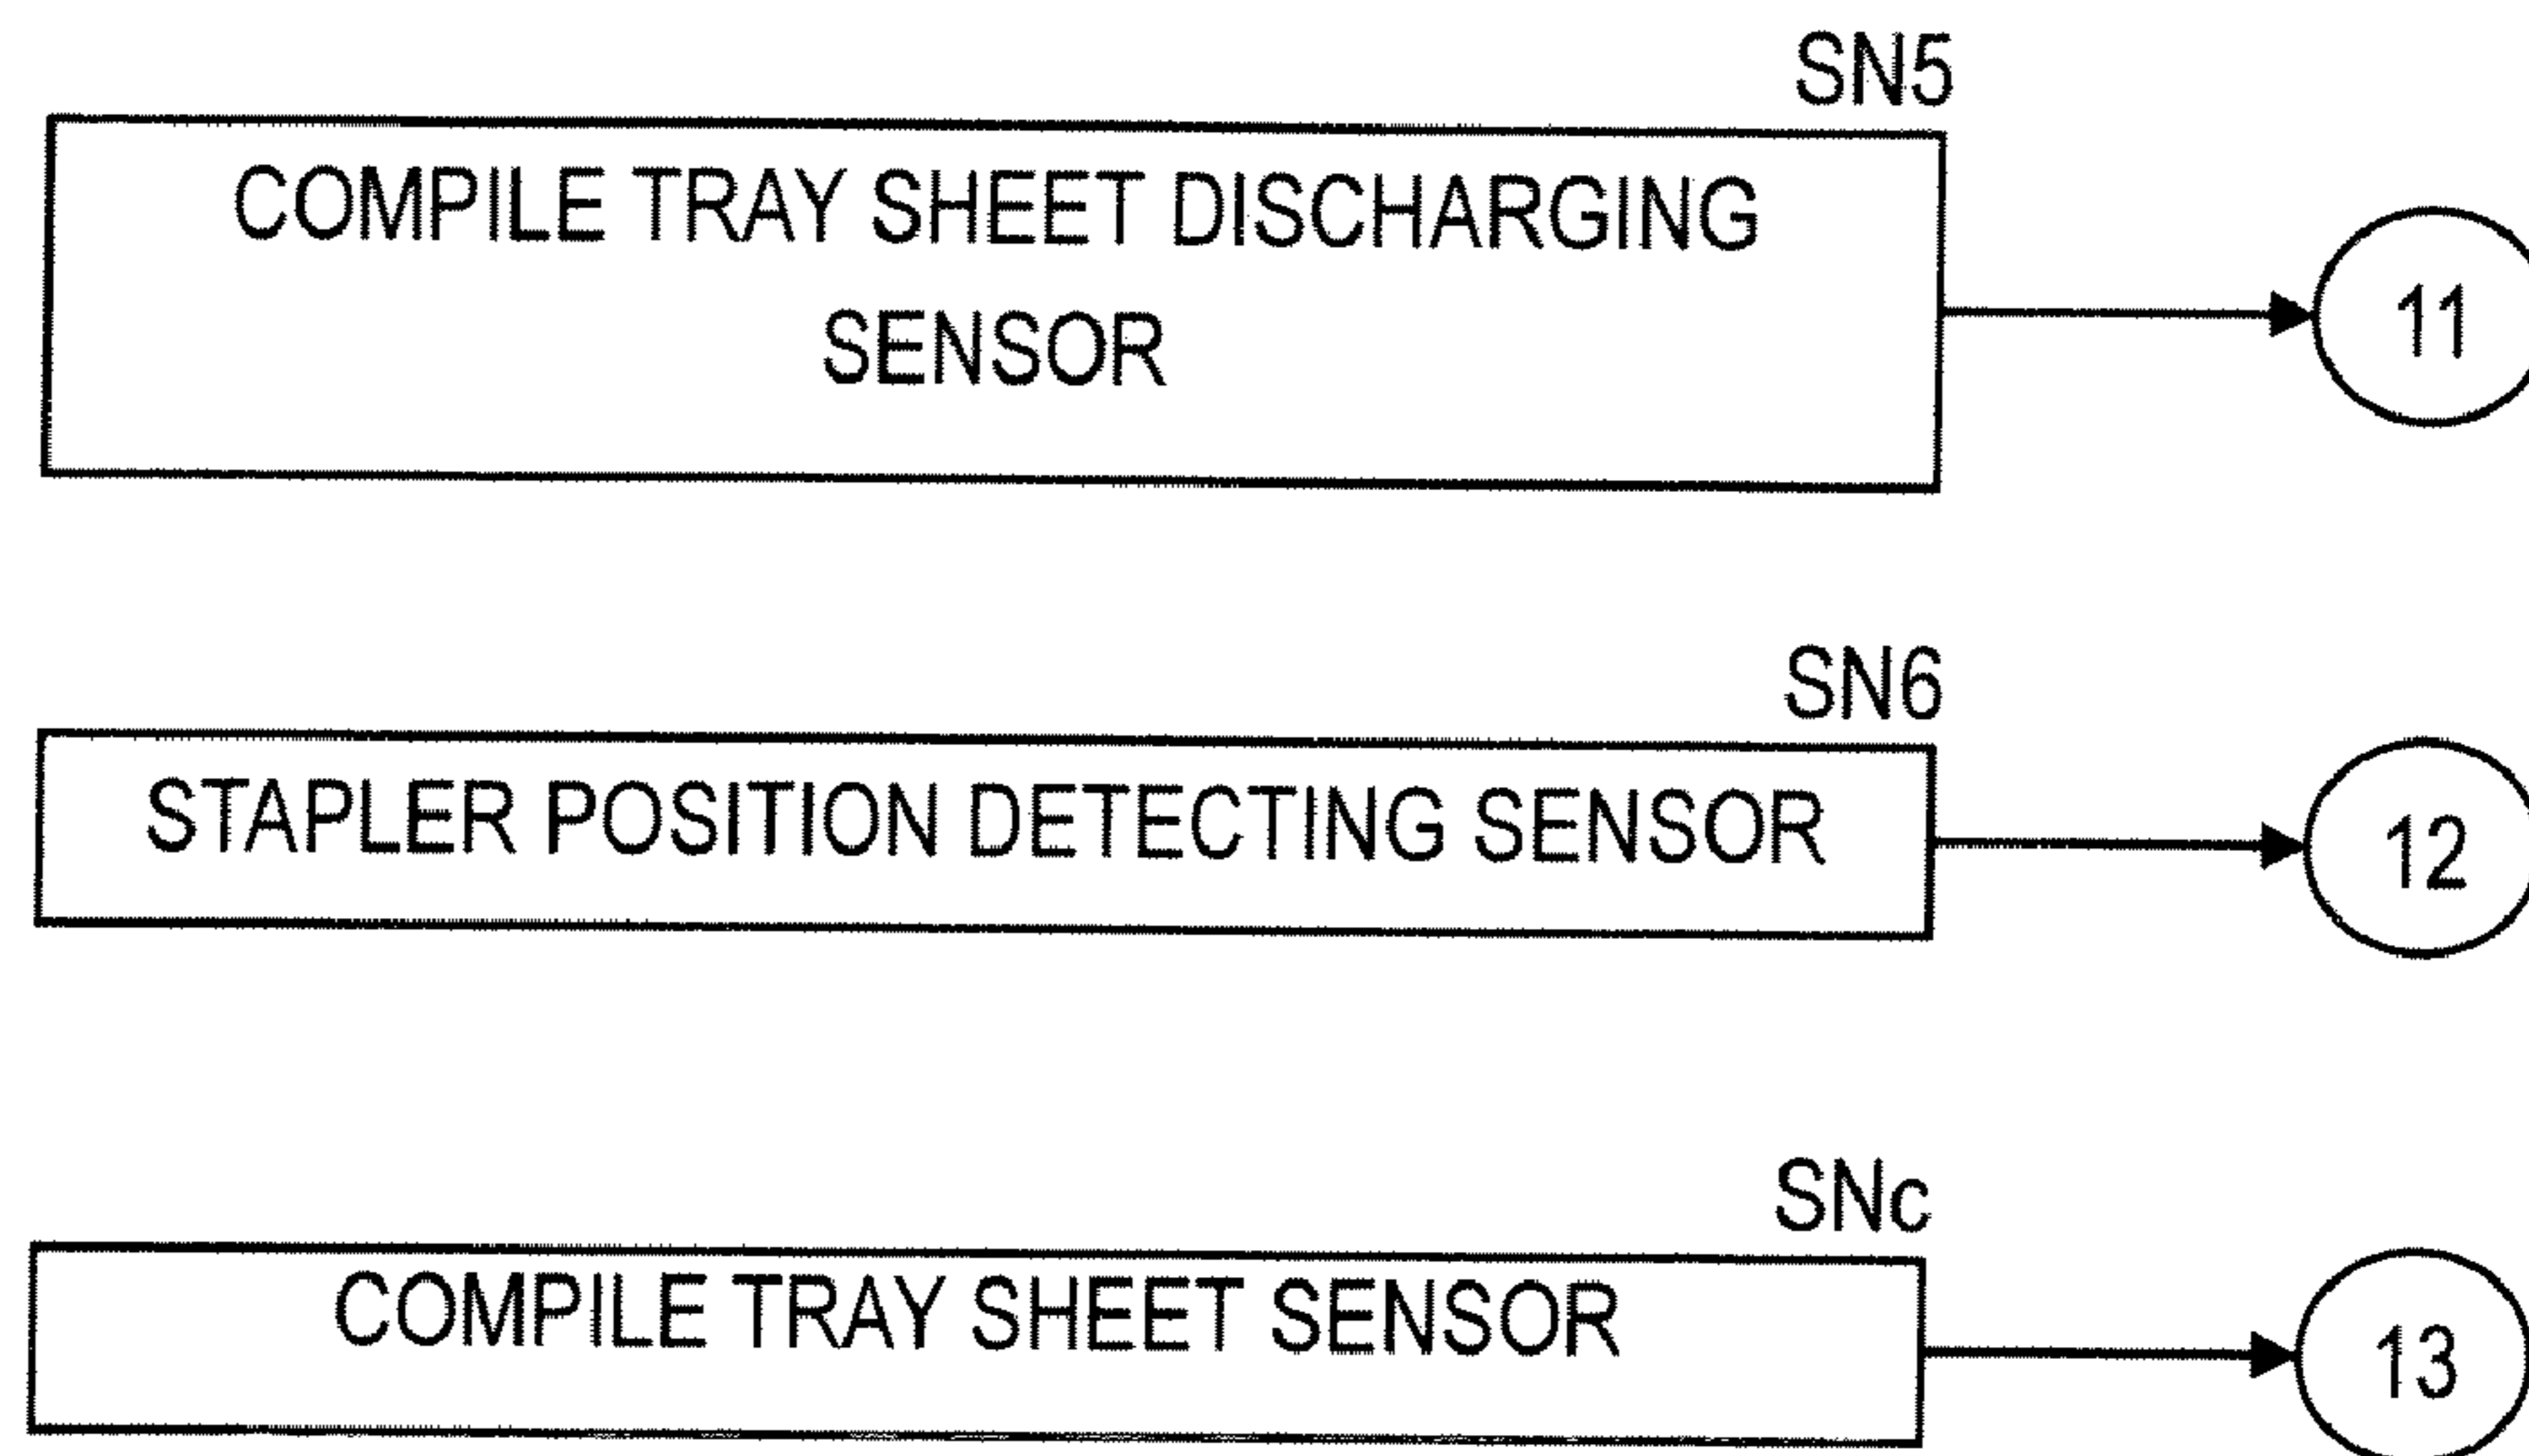 SN5
COMPILE TRAY SHEET DISCHARGING
SENSOR
11
SN6
STAPLER POSITION DETECTING SENSOR
12
SNc
COMPILE TRAY SHEET SENSOR
13